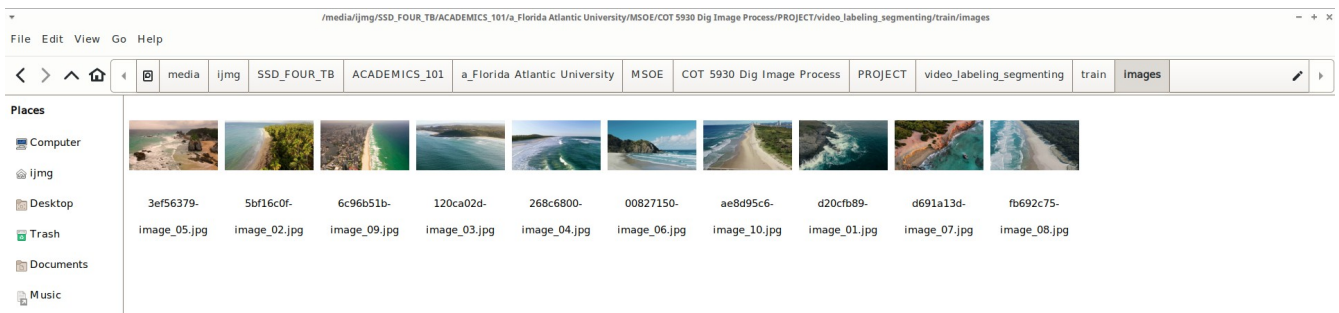 /media/ijmg/SSD_FOUR_TB/ACADEMICS_101/a_Florida Atlantic University/MSOE/COT 5930 Dig Image Process/PROJECT/video_labeling_segmenting/train/images
File Edit View Go Help
media ijmg SSD_FOUR_TB ACADEMICS_101 a_Florida Atlantic University MSOE COT 5930 Dig Image Process PROJECT video_labeling_segmenting train images
Places
Computer
ijmg
Desktop
Trash
Documents
Music
3ef56379-
image_05.jpg
5bf16c0f-
image_02.jpg
6c96b51b-
image_09.jpg
120ca02d-
image_03.jpg
268c6800-
image_04.jpg
00827150-
image_06.jpg
ae8d95c6-
image_10.jpg
d20cfb89-
image_01.jpg
d691a13d-
image_07.jpg
fb692c75-
image_08.jpg